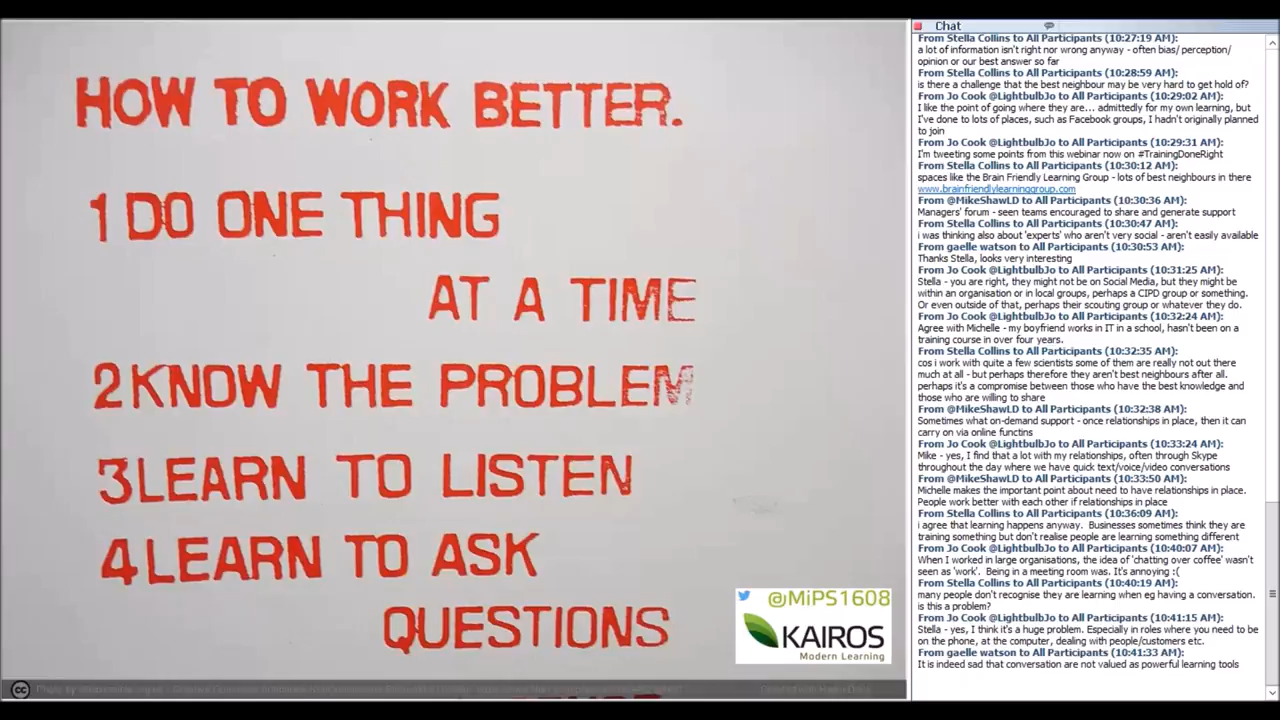 HOW TO WORK BETTER.
1 DO ONE THING
AT A TIME
2 KNOW THE PROBLEM
3 LEARN TO LISTEN
4 LEARN TO ASK
QUESTIONS
@MiPS1608
KAIROS
Modern Learning
cc
Chat
From Stella Collins to All Participants (10:27:19 AM):
a lot of information isn't right nor wrong anyway - often bias/ perception/
opinion or our best answer so far
From Stella Collins to All Participants (10:28:59 AM):
is there a challenge that the best neighbour may be very hard to get hold of?
From Jo Cook @LightbulbJo to All Participants (10:29:02 AM):
I like the point of going where they are... admittedly for my own learning, but
I've done to lots of places, such as Facebook groups, I hadn't originally planned
to join
From Jo Cook @LightbulbJo to All Participants (10:29:31 AM):
I'm tweeting some points from this webinar now on #TrainingDoneRight
From Stella Collins to All Participants (10:30:12 AM):
spaces like the Brain Friendly Learning Group - lots of best neighbours in there
www.brainfriendlylearninggroup.com
From @MikeShawLD to All Participants (10:30:36 AM):
Managers' forum - seen teams encouraged to share and generate support
From Stella Collins to All Participants (10:30:47 AM):
i was thinking also about 'experts' who aren't very social - aren't easily available
From gaelle watson to All Participants (10:30:53 AM):
Thanks Stella, looks very interesting
From Jo Cook @LightbulbJo to All Participants (10:31:25 AM):
Stella - you are right, they might not be on Social Media, but they might be
within an organisation or in local groups, perhaps a CIPD group or something.
Or even outside of that, perhaps their scouting group or whatever they do.
From Jo Cook @LightbulbJo to All Participants (10:32:24 AM):
Agree with Michelle - my boyfriend works in IT in a school, hasn't been on a
training course in over four years.
From Stella Collins to All Participants (10:32:35 AM):
cos i work with quite a few scientists some of them are really not out there
much at all - but perhaps therefore they aren't best neighbours after all.
perhaps it's a compromise between those who have the best knowledge and
those who are willing to share
From @MikeShawLD to All Participants (10:32:38 AM):
Sometimes what on-demand support - once relationships in place, then it can
carry on via online functins
From Jo Cook @LightbulbJo to All Participants (10:33:24 AM):
Mike - yes, I find that a lot with my relationships, often through Skype
throughout the day where we have quick text/voice/video conversations
From @MikeShawLD to All Participants (10:33:50 AM):
Michelle makes the important point about need to have relationships in place.
People work better with each other if relationships in place
From Stella Collins to All Participants (10:36:09 AM):
i agree that learning happens anyway.  Businesses sometimes think they are
training something but don't realise people are learning something different
From Jo Cook @LightbulbJo to All Participants (10:40:07 AM):
When I worked in large organisations, the idea of 'chatting over coffee' wasn't
seen as 'work'.  Being in a meeting room was. It's annoying :(
From Stella Collins to All Participants (10:40:19 AM):
many people don't recognise they are learning when eg having a conversation.
is this a problem?
From Jo Cook @LightbulbJo to All Participants (10:41:15 AM):
Stella - yes, I think it's a huge problem. Especially in roles where you need to be
on the phone, at the computer, dealing with people/customers etc.
From gaelle watson to All Participants (10:41:33 AM):
It is indeed sad that conversation are not valued as powerful learning tools